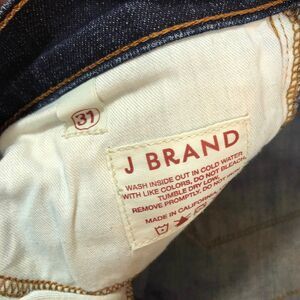 31
J BRAND
WASH INSIDE OUT IN COLD WATER
WITH LIKE COLORS, DO NOT BLEACH.
TUMBLE DRY LOW.
REMOVE PROMPTLY, DO NOT
MADE IN CALIFORNIA